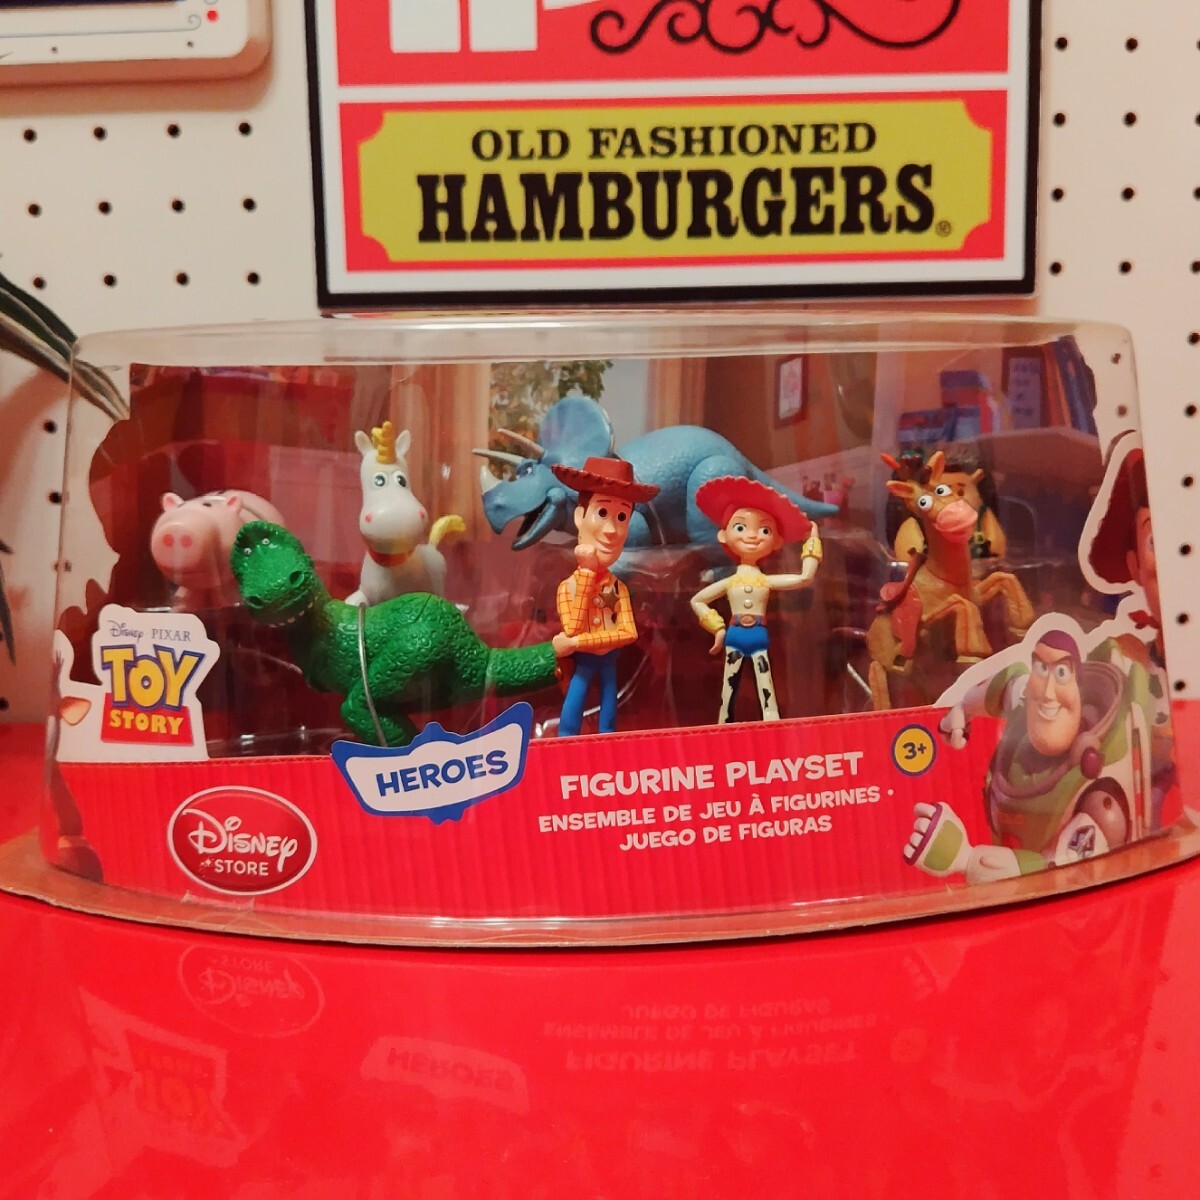 OLD FASHIONED
HAMBURGERS®
Disney PIXAR
TOY
STORY
HEROES
FIGURINE PLAYSET
3+
ENSEMBLE DE JEU À FIGURINES •
JUEGO DE FIGURAS
Disney
STORE